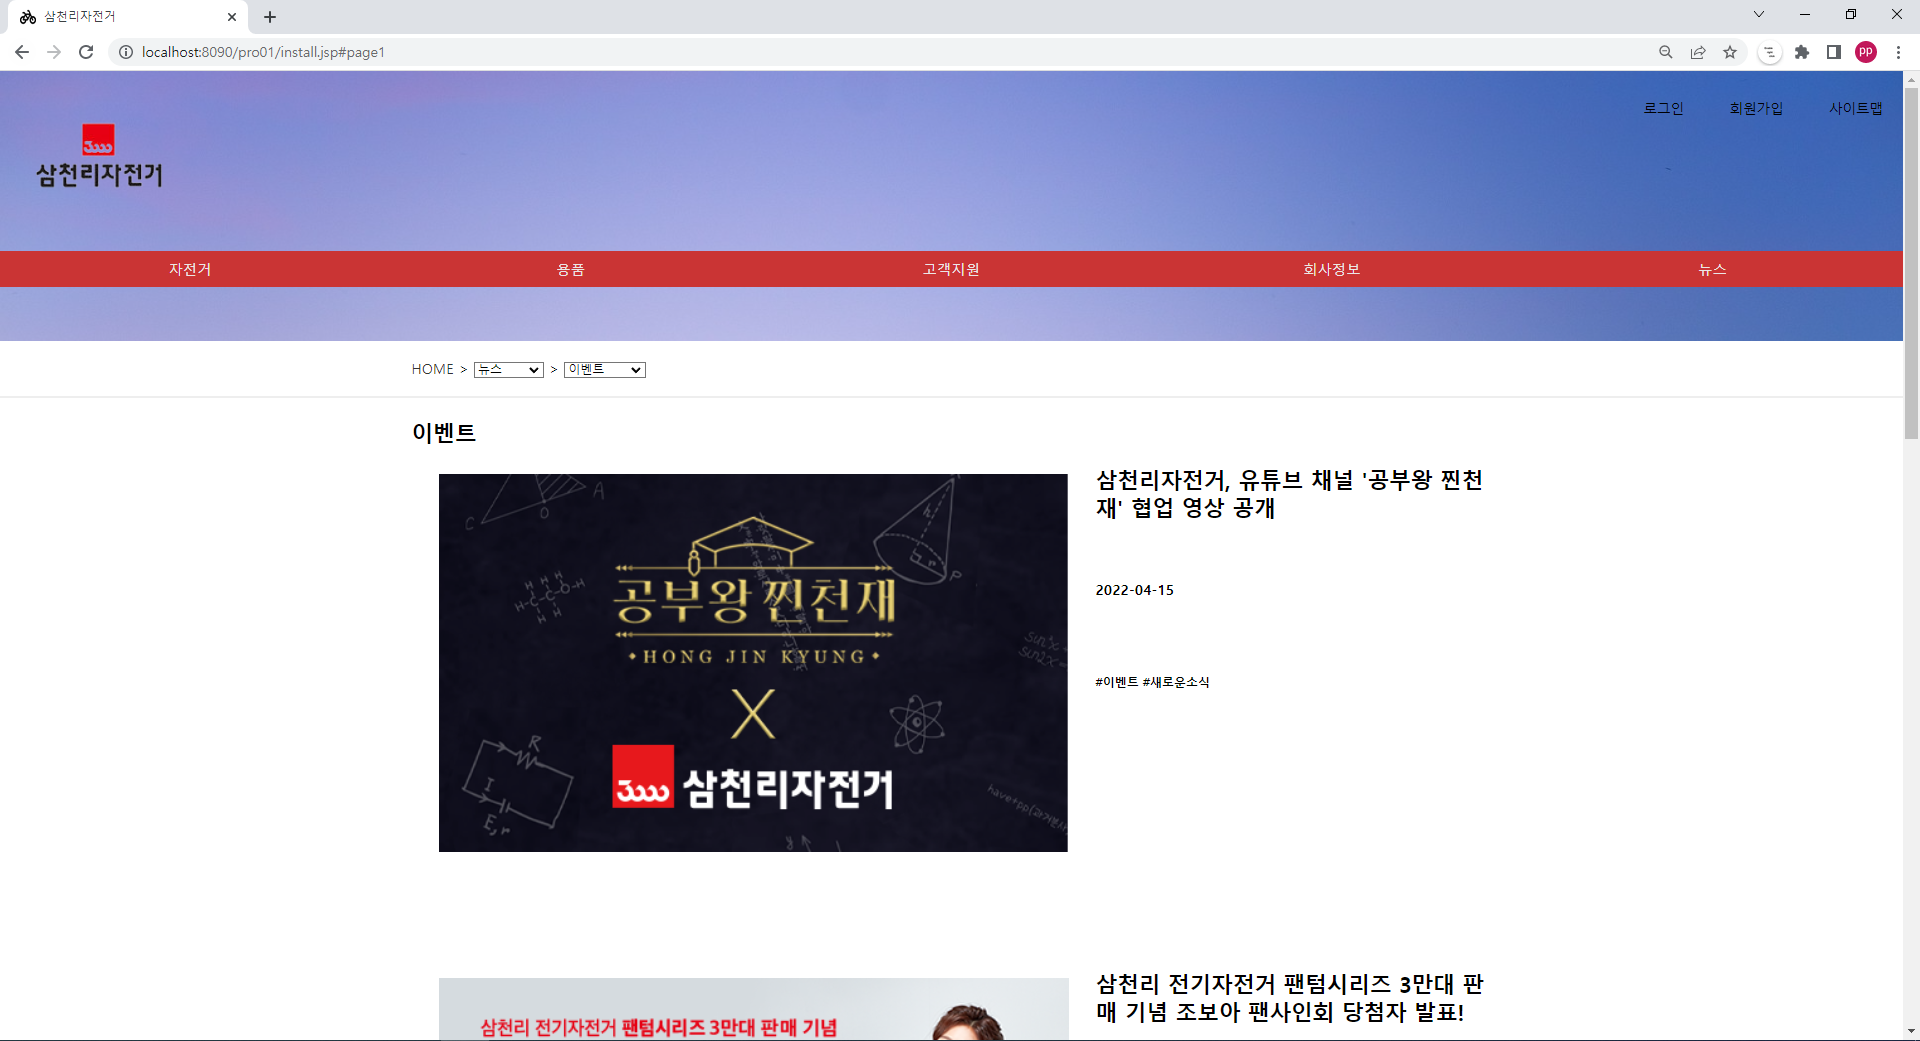 삼천리자전거
localhost:8090/pro01/install.jsp#page1
pp
로그인 회원가입 사이트맵
3000
삼천리자전거
자전거 용품 고객지원 회사정보 뉴스
HOME > 뉴스 > 이벤트
이벤트
삼천리자전거, 유튜브 채널 '공부왕 찐천
재' 협업 영상 공개
2022-04-15
#이벤트 #새로운소식
A
C
O
공부왕찐천재
HONG JIN KYUNG
X
3000 삼천리자전거
H H H
H-C-C-O-H
H H
P
sin²x=
sin2x=
R
I
E,r
삼천리 전기자전거 팬텀시리즈 3만대 판
매 기념 조보아 팬사인회 당첨자 발표!
삼천리 전기자전거 팬텀시리즈 3만대 판매 기념